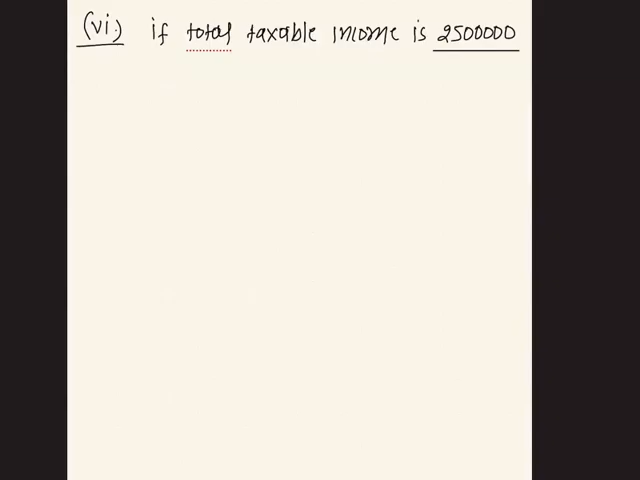 (vi.) if total taxable income is 2500000